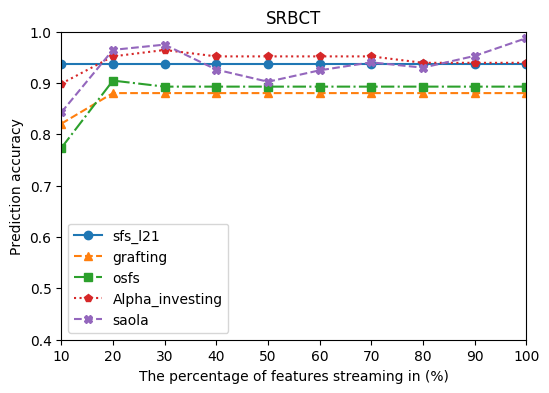 SRBCT
Prediction accuracy
1.0
0.9
0.8
0.7
0.6
0.5
0.4
sfs_l21
grafting
osfs
Alpha_investing
saola
10 20 30 40 50 60 70 80 90 100
The percentage of features streaming in (%)